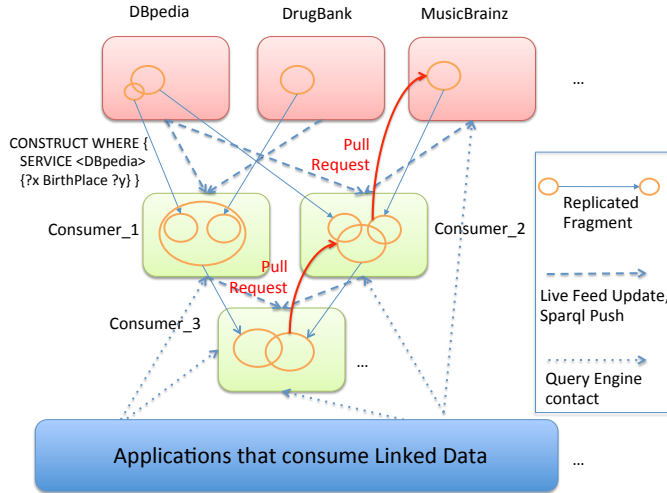 DBpedia
DrugBank
MusicBrainz
...
CONSTRUCT WHERE {
SERVICE <DBpedia>
{?x BirthPlace ?y} }
Pull
Request
Replicated
Fragment
Consumer_1
Consumer_2
Pull
Request
Live Feed Update,
Sparql Push
Consumer_3
...
Query Engine
contact
Applications that consume Linked Data
...